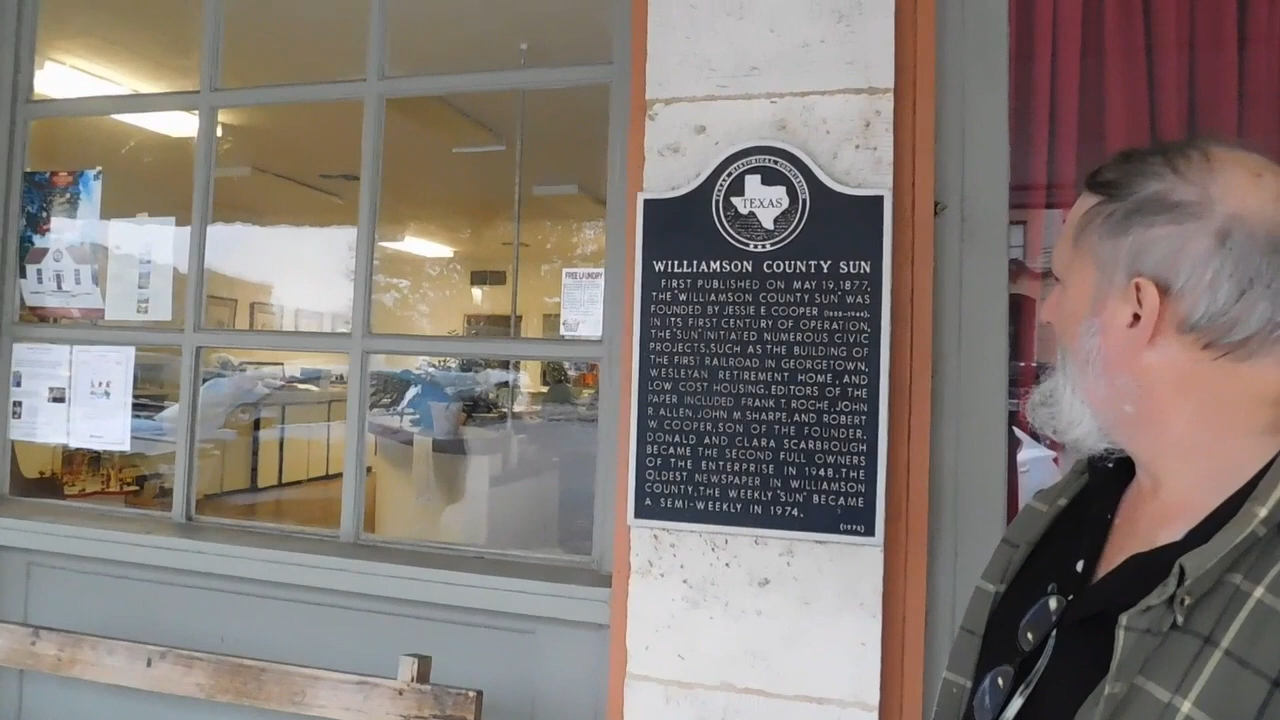 TEXAS HISTORICAL COMMISSION
TEXAS
WILLIAMSON COUNTY SUN
FIRST PUBLISHED ON MAY 19, 1877,
THE "WILLIAMSON COUNTY SUN" WAS
FOUNDED BY JESSIE E COOPER
IN ITS FIRST CENTURY OF OPERATION,
THE "SUN" INITIATED NUMEROUS CIVIC
PROJECTS, SUCH AS THE BUILDING OF
THE FIRST RAILROAD IN GEORGETOWN,
WESLEYAN RETIREMENT HOME, AND
LOW COST HOUSING. EDITORS OF THE
PAPER INCLUDED FRANK T. ROCHE, JOHN
R. ALLEN, JOHN M. SHARPE, AND ROBERT
W. COOPER, SON OF THE FOUNDER.
DONALD AND CLARA SCARBROUGH
BECAME THE SECOND FULL OWNERS
OF THE ENTERPRISE IN 1948. THE
OLDEST NEWSPAPER IN WILLIAMSON
COUNTY, THE WEEKLY "SUN" BECAME
A SEMI-WEEKLY IN 1974.
FREE LAUNDRY